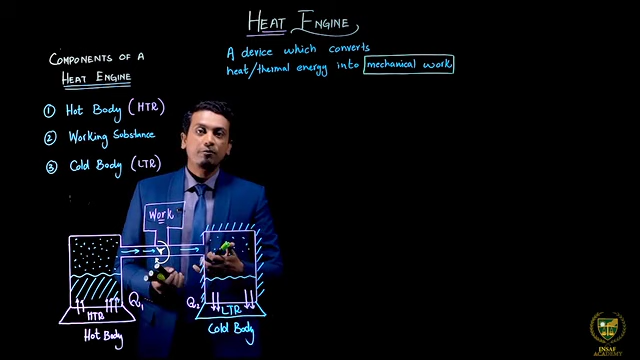 HEAT ENGINE
A device which converts
heat/thermal energy into mechanical work
COMPONENTS OF A
HEAT ENGINE
① Hot Body (HTR)
② Working Substance
③ Cold Body (LTR)
Work
Q₁
Q₂
HTR
LTR
Hot Body
Cold Body
INSAF
ACADEMY